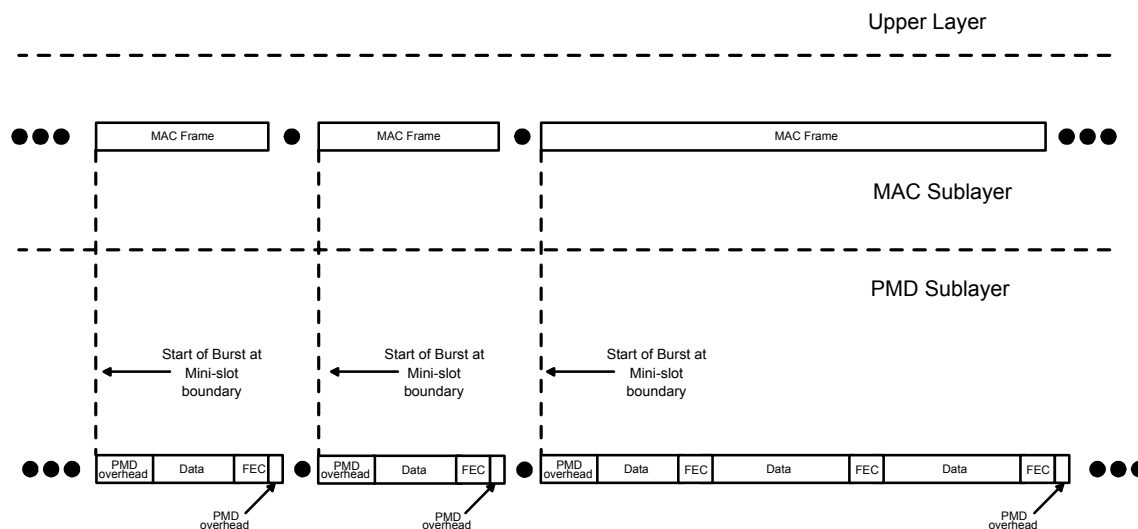 Upper Layer
MAC Frame
MAC Frame
MAC Frame
MAC Sublayer
PMD Sublayer
Start of Burst at
Mini-slot
boundary
Start of Burst at
Mini-slot
boundary
Start of Burst at
Mini-slot
boundary
PMD
overhead
Data
FEC
PMD
overhead
Data
FEC
PMD
overhead
Data
FEC
Data
FEC
Data
FEC
PMD
overhead
PMD
overhead
PMD
overhead